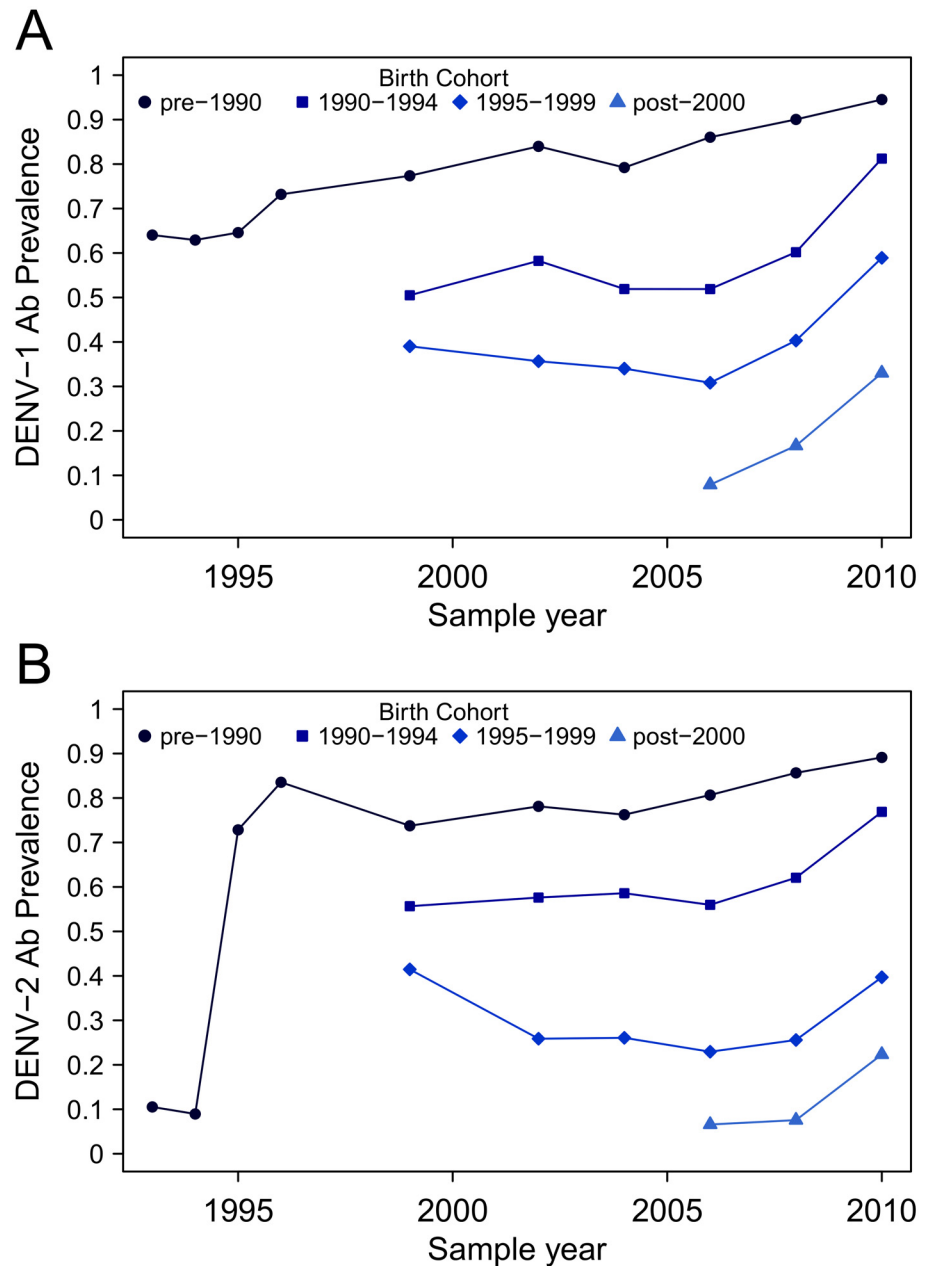 A
Birth Cohort
pre−1990 1990−1994 1995−1999 post−2000
DENV−1 Ab Prevalence
1
0.9
0.8
0.7
0.6
0.5
0.4
0.3
0.2
0.1
0
1995 2000 2005 2010
Sample year
B
Birth Cohort
pre−1990 1990−1994 1995−1999 post−2000
DENV−2 Ab Prevalence
1
0.9
0.8
0.7
0.6
0.5
0.4
0.3
0.2
0.1
0
1995 2000 2005 2010
Sample year